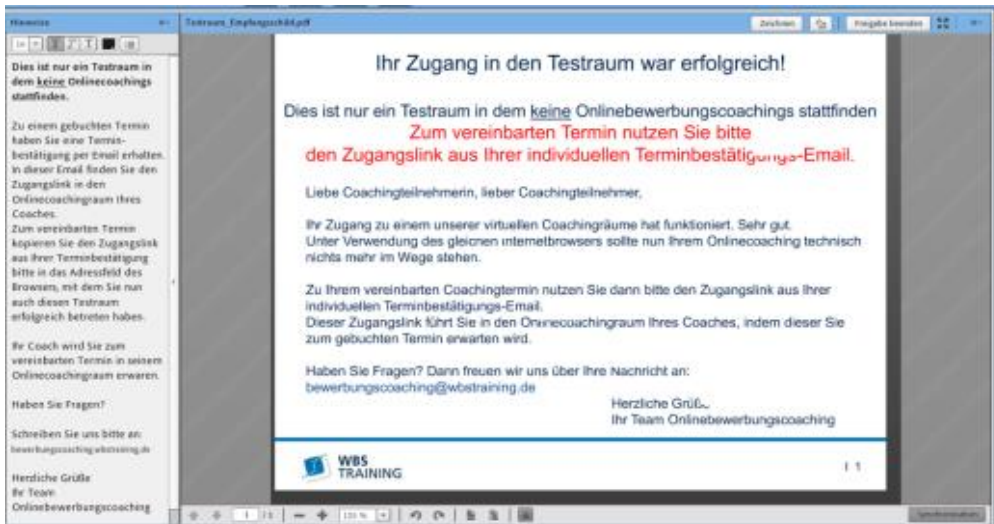 Hinweise
Testraum_Empfangsschild.pdf
Zeichnen
Freigabe beenden
Dies ist nur ein Testraum in
dem keine Onlinecoachings
stattfinden.
Zu einem gebuchten Termin
haben Sie eine Termin-
bestätigung per Email erhalten.
In dieser Email finden Sie den
Zugangslink in den
Onlinecoachingraum Ihres
Coaches.
Zum vereinbarten Termin
kopieren Sie den Zugangslink
aus Ihrer Terminbestätigung
bitte in das Adressfeld des
Browsers, mit dem Sie nun
auch diesen Testraum
erfolgreich betreten haben.
Ihr Coach wird Sie zum
vereinbarten Termin in seinem
Onlinecoachingraum erwaren.
Haben Sie Fragen?
Schreiben Sie uns bitte an:
Herzliche Grüße
Ihr Team
Onlinebewerbungscoaching
Ihr Zugang in den Testraum war erfolgreich!
Dies ist nur ein Testraum in dem keine Onlinebewerbungscoachings stattfinden
Zum vereinbarten Termin nutzen Sie bitte
den Zugangslink aus Ihrer individuellen Terminbestätigungs-Email.
Liebe Coachingteilnehmerin, lieber Coachingteilnehmer,
Ihr Zugang zu einem unserer virtuellen Coachingräume hat funktioniert. Sehr gut.
Unter Verwendung des gleichen Internetbrowsers sollte nun Ihrem Onlinecoaching technisch
nichts mehr im Wege stehen.
Zu Ihrem vereinbarten Coachingtermin nutzen Sie dann bitte den Zugangslink aus Ihrer
individuellen Terminbestätigungs-Email.
Dieser Zugangslink führt Sie in den Onlinecoachingraum Ihres Coaches, indem dieser Sie
zum gebuchten Termin erwarten wird.
Haben Sie Fragen? Dann freuen wir uns über Ihre Nachricht an:
bewerbungscoaching@wbstraining.de
Herzliche Grüße
Ihr Team Onlinebewerbungscoaching
WBS
TRAINING
I 1